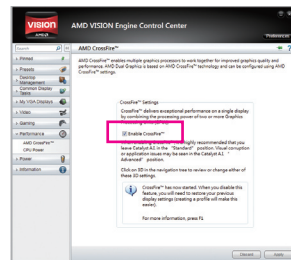 VISION
AMD
AMD VISION Engine Control Center
Preferences
Search
AMD CrossFire™
Pinned
Presets
Desktop Management
Common Display Tasks
My VGA Displays
Video
Gaming
Performance
AMD CrossFire™
CPU Power
Power
Information
AMD CrossFire™ enables multiple graphics processors to work together for improved graphics quality and
performance. AMD Dual Graphics is based on AMD CrossFire™ technology and can be configured using AMD
CrossFire™ settings.
CrossFire™ Settings
CrossFire™ delivers exceptional performance on a single display
by combining the processing power of two or more Graphics
Enable CrossFire™
highly recommended that you
leave Catalyst A.I. in the "Standard" position. Visual corruption
or application issues may be seen in the Catalyst A.I. "
Advanced" position.
Click on 3D in the navigation tree to review or change either of
these 3D settings.
CrossFire™ has now started. When you disable this
feature, you will need to restore your previous
display settings (creating a profile will make this
easier).
For more information, press F1
Discard
Apply